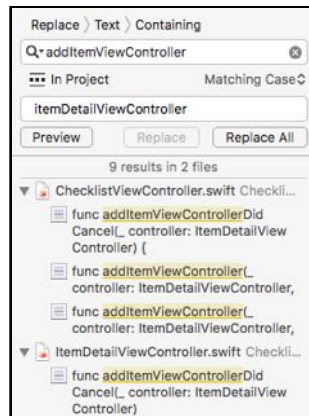 Replace 〉 Text 〉 Containing
addItemViewController
In Project Matching Case
itemDetailViewController
Preview Replace Replace All
9 results in 2 files
ChecklistViewController.swift Checkli...
func addItemViewControllerDid
Cancel(_ controller: ItemDetailView
Controller) {
func addItemViewController(_
controller: ItemDetailViewController,
func addItemViewController(_
controller: ItemDetailViewController,
ItemDetailViewController.swift Checkli...
func addItemViewControllerDid
Cancel(_ controller: ItemDetailView
Controller)